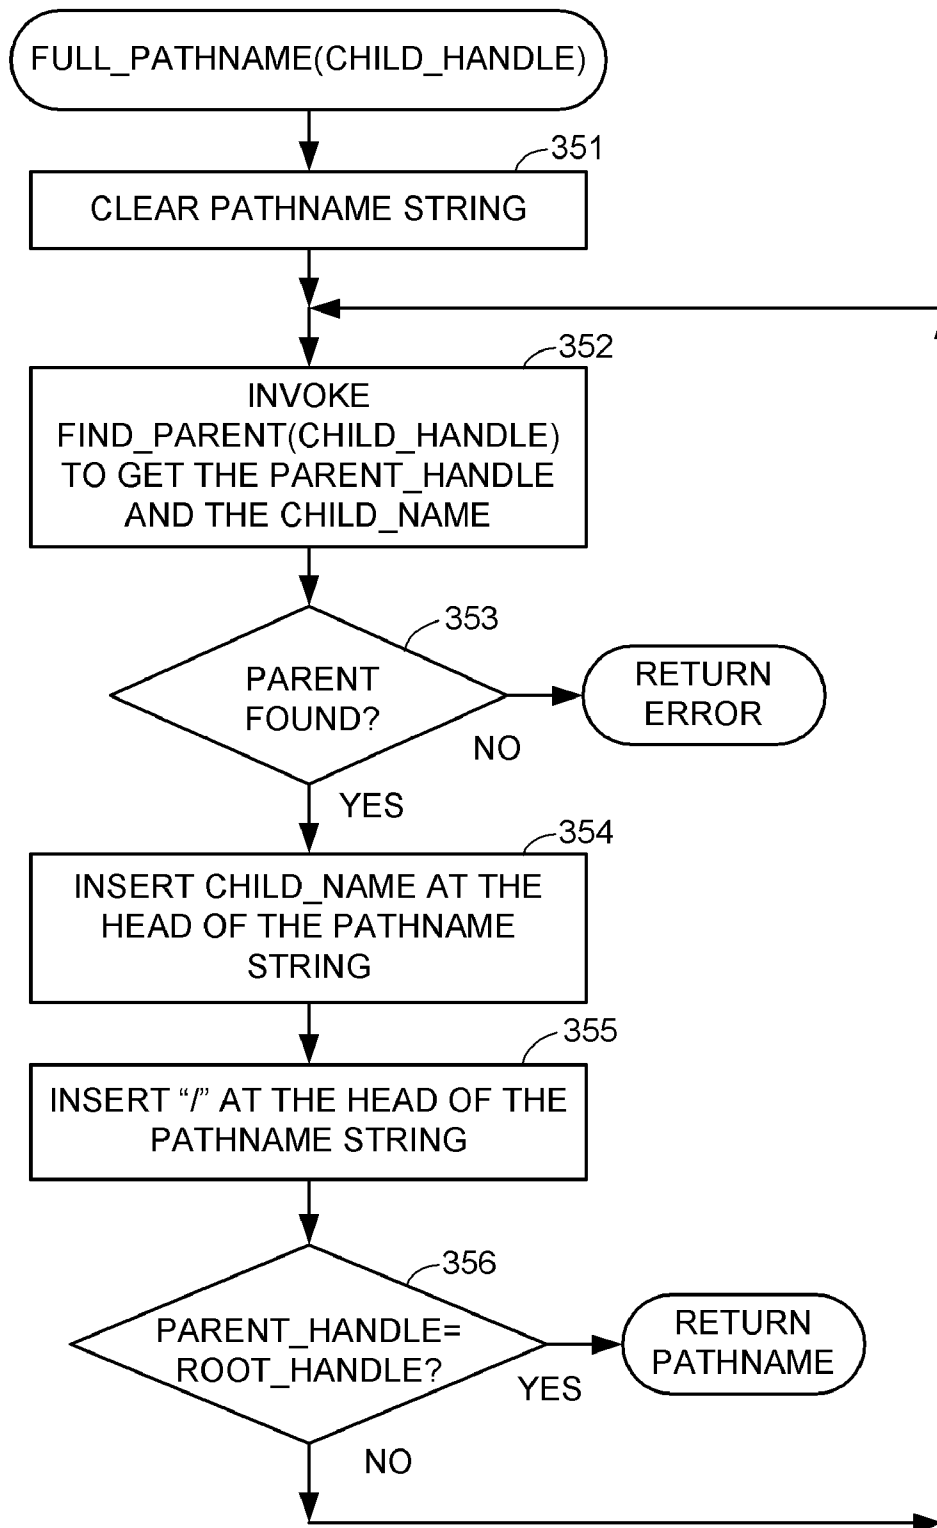 FULL_PATHNAME(CHILD_HANDLE)
351
CLEAR PATHNAME STRING
352
INVOKE
FIND_PARENT(CHILD_HANDLE)
TO GET THE PARENT_HANDLE
AND THE CHILD_NAME
353
PARENT
FOUND?
RETURN
ERROR
NO
YES
354
INSERT CHILD_NAME AT THE
HEAD OF THE PATHNAME
STRING
355
INSERT “/” AT THE HEAD OF THE
PATHNAME STRING
356
PARENT_HANDLE=
ROOT_HANDLE?
RETURN
PATHNAME
YES
NO